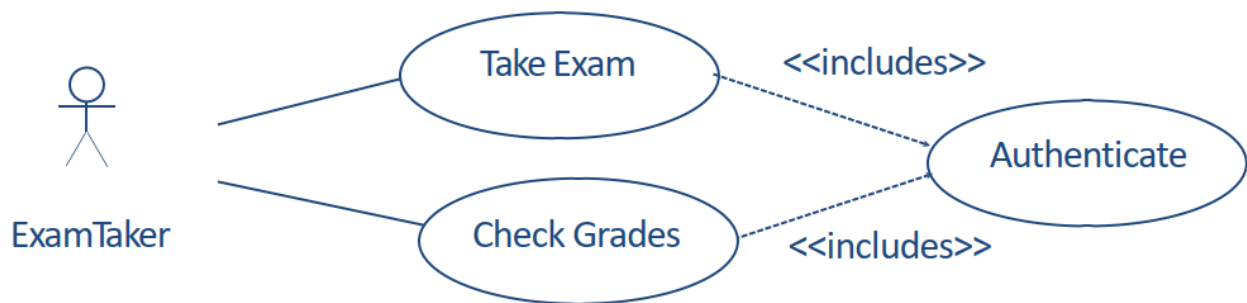 Take Exam
<<includes>>
Authenticate
ExamTaker
Check Grades
<<includes>>